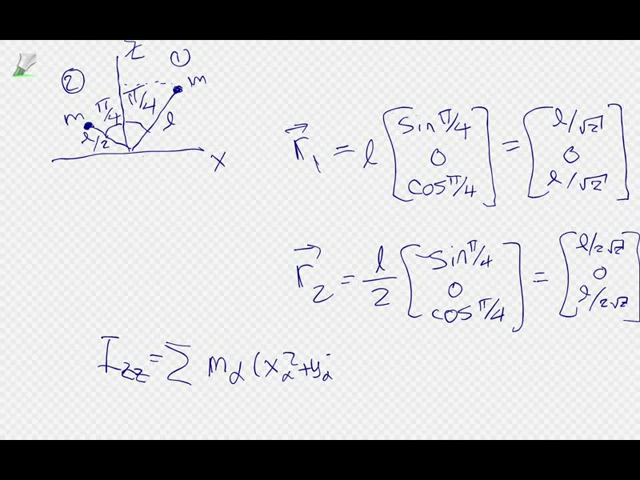 z
② ①
m m
π/4 π/4
l/2 l
x
r⃗₁ = l [sin π/4, 0, cos π/4] = [l/√2, 0, l/√2]
r⃗₂ = l/2 [-sin π/4, 0, cos π/4] = [l/2√2, 0, l/2√2]
I_zz = Σ m_α (x_α² + y_α